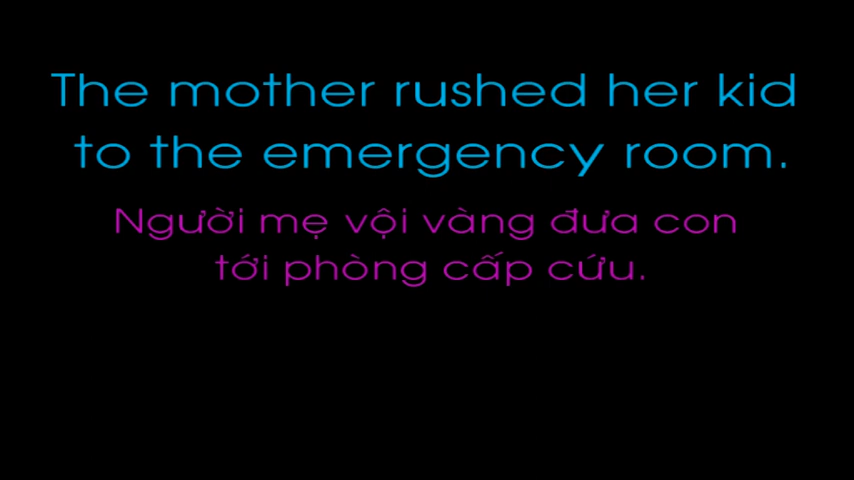 The mother rushed her kid
to the emergency room.
Người mẹ vội vàng đưa con
tới phòng cấp cứu.